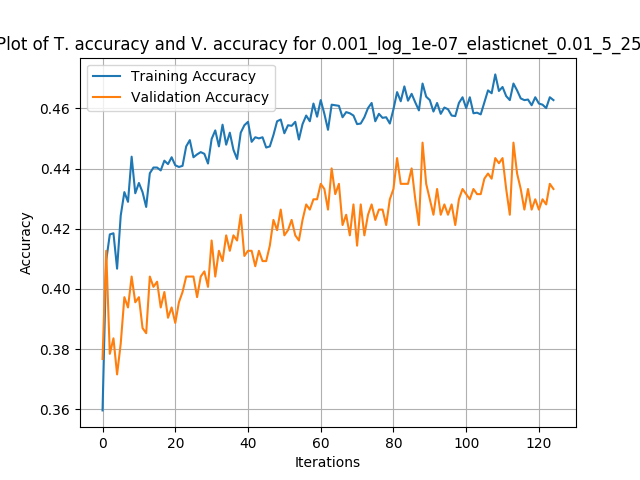 Plot of T. accuracy and V. accuracy for 0.001_log_1e-07_elasticnet_0.01_5_25
Training Accuracy
Validation Accuracy
0.46
0.44
0.42
0.40
0.38
0.36
Accuracy
0 20 40 60 80 100 120
Iterations